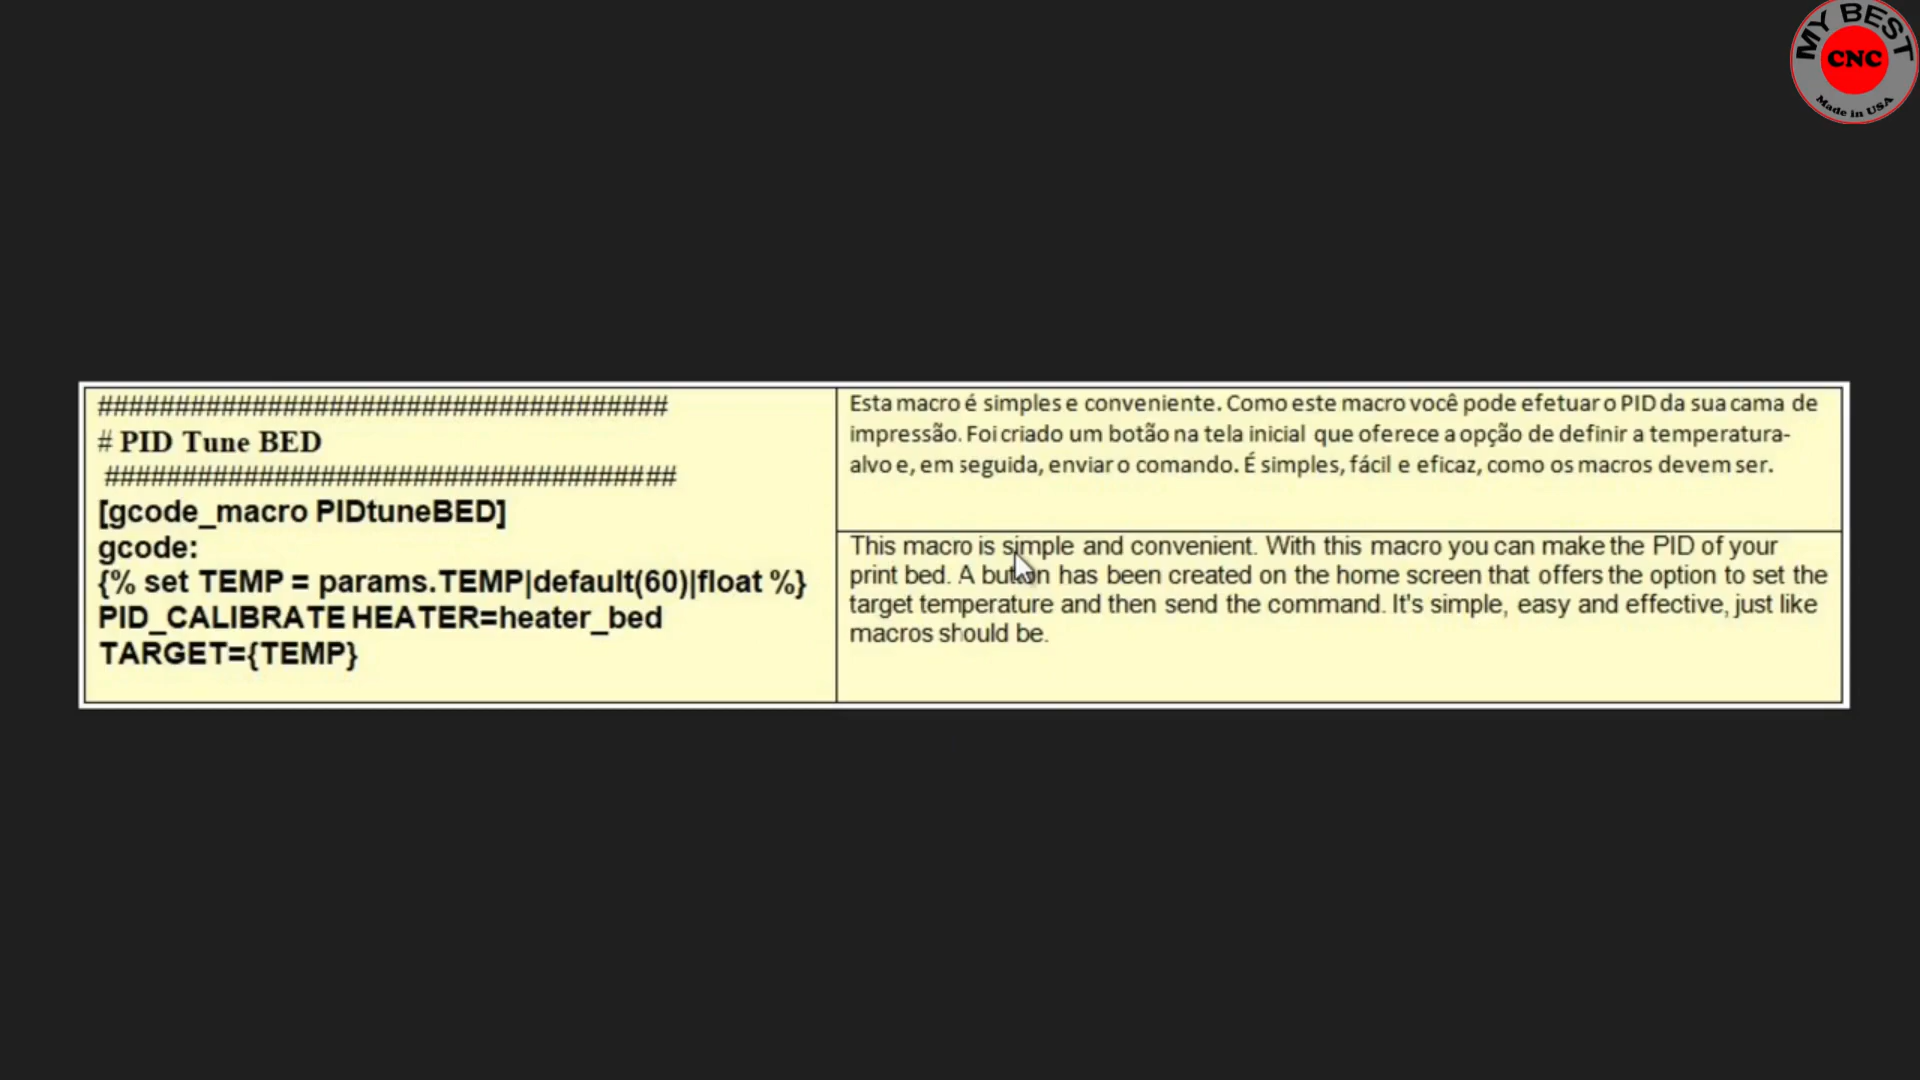 MY BEST
CNC
Made in USA
#####################################
# PID Tune BED
#####################################
[gcode_macro PIDtuneBED]
gcode:
{% set TEMP = params.TEMP|default(60)|float %}
PID_CALIBRATE HEATER=heater_bed
TARGET={TEMP}
Esta macro é simples e conveniente. Como este macro você pode efetuar o PID da sua cama de
impressão. Foi criado um botão na tela inicial que oferece a opção de definir a temperatura-
alvo e, em seguida, enviar o comando. É simples, fácil e eficaz, como os macros devem ser.
This macro is simple and convenient. With this macro you can make the PID of your
print bed. A button has been created on the home screen that offers the option to set the
target temperature and then send the command. It's simple, easy and effective, just like
macros should be.